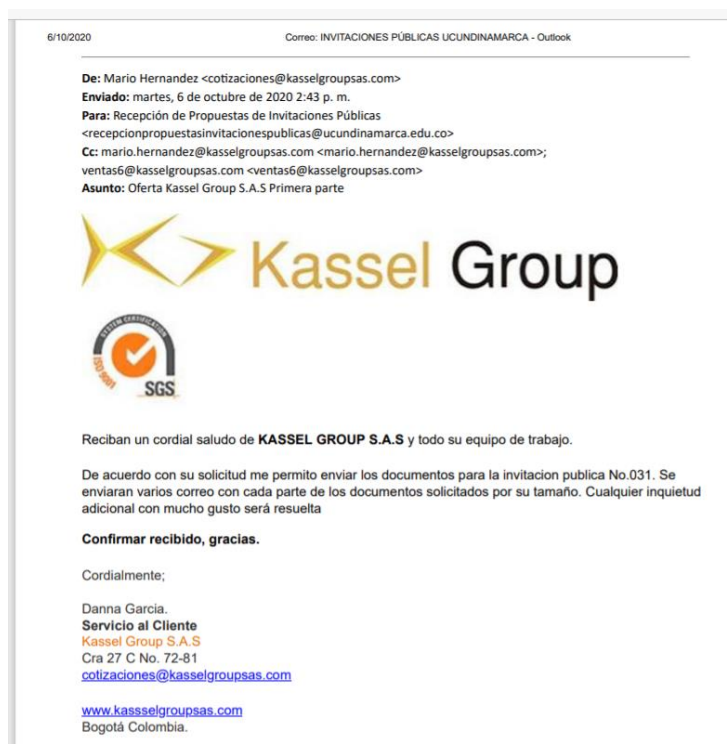 6/10/2020 Correo: INVITACIONES PÚBLICAS UCUNDINAMARCA - Outlook
De: Mario Hernandez <cotizaciones@kasselgroupsas.com>
Enviado: martes, 6 de octubre de 2020 2:43 p. m.
Para: Recepción de Propuestas de Invitaciones Públicas
<recepcionpropuestasinvitacionespublicas@ucundinamarca.edu.co>
Cc: mario.hernandez@kasselgroupsas.com <mario.hernandez@kasselgroupsas.com>;
ventas6@kasselgroupsas.com <ventas6@kasselgroupsas.com>
Asunto: Oferta Kassel Group S.A.S Primera parte
Kassel Group
SYSTEM CERTIFICATION
ISO 9001
SGS
Reciban un cordial saludo de KASSEL GROUP S.A.S y todo su equipo de trabajo.
De acuerdo con su solicitud me permito enviar los documentos para la invitacion publica No.031. Se
enviaran varios correo con cada parte de los documentos solicitados por su tamaño. Cualquier inquietud
adicional con mucho gusto será resuelta
Confirmar recibido, gracias.
Cordialmente;
Danna Garcia.
Servicio al Cliente
Kassel Group S.A.S
Cra 27 C No. 72-81
cotizaciones@kasselgroupsas.com
www.kassselgroupsas.com
Bogotá Colombia.